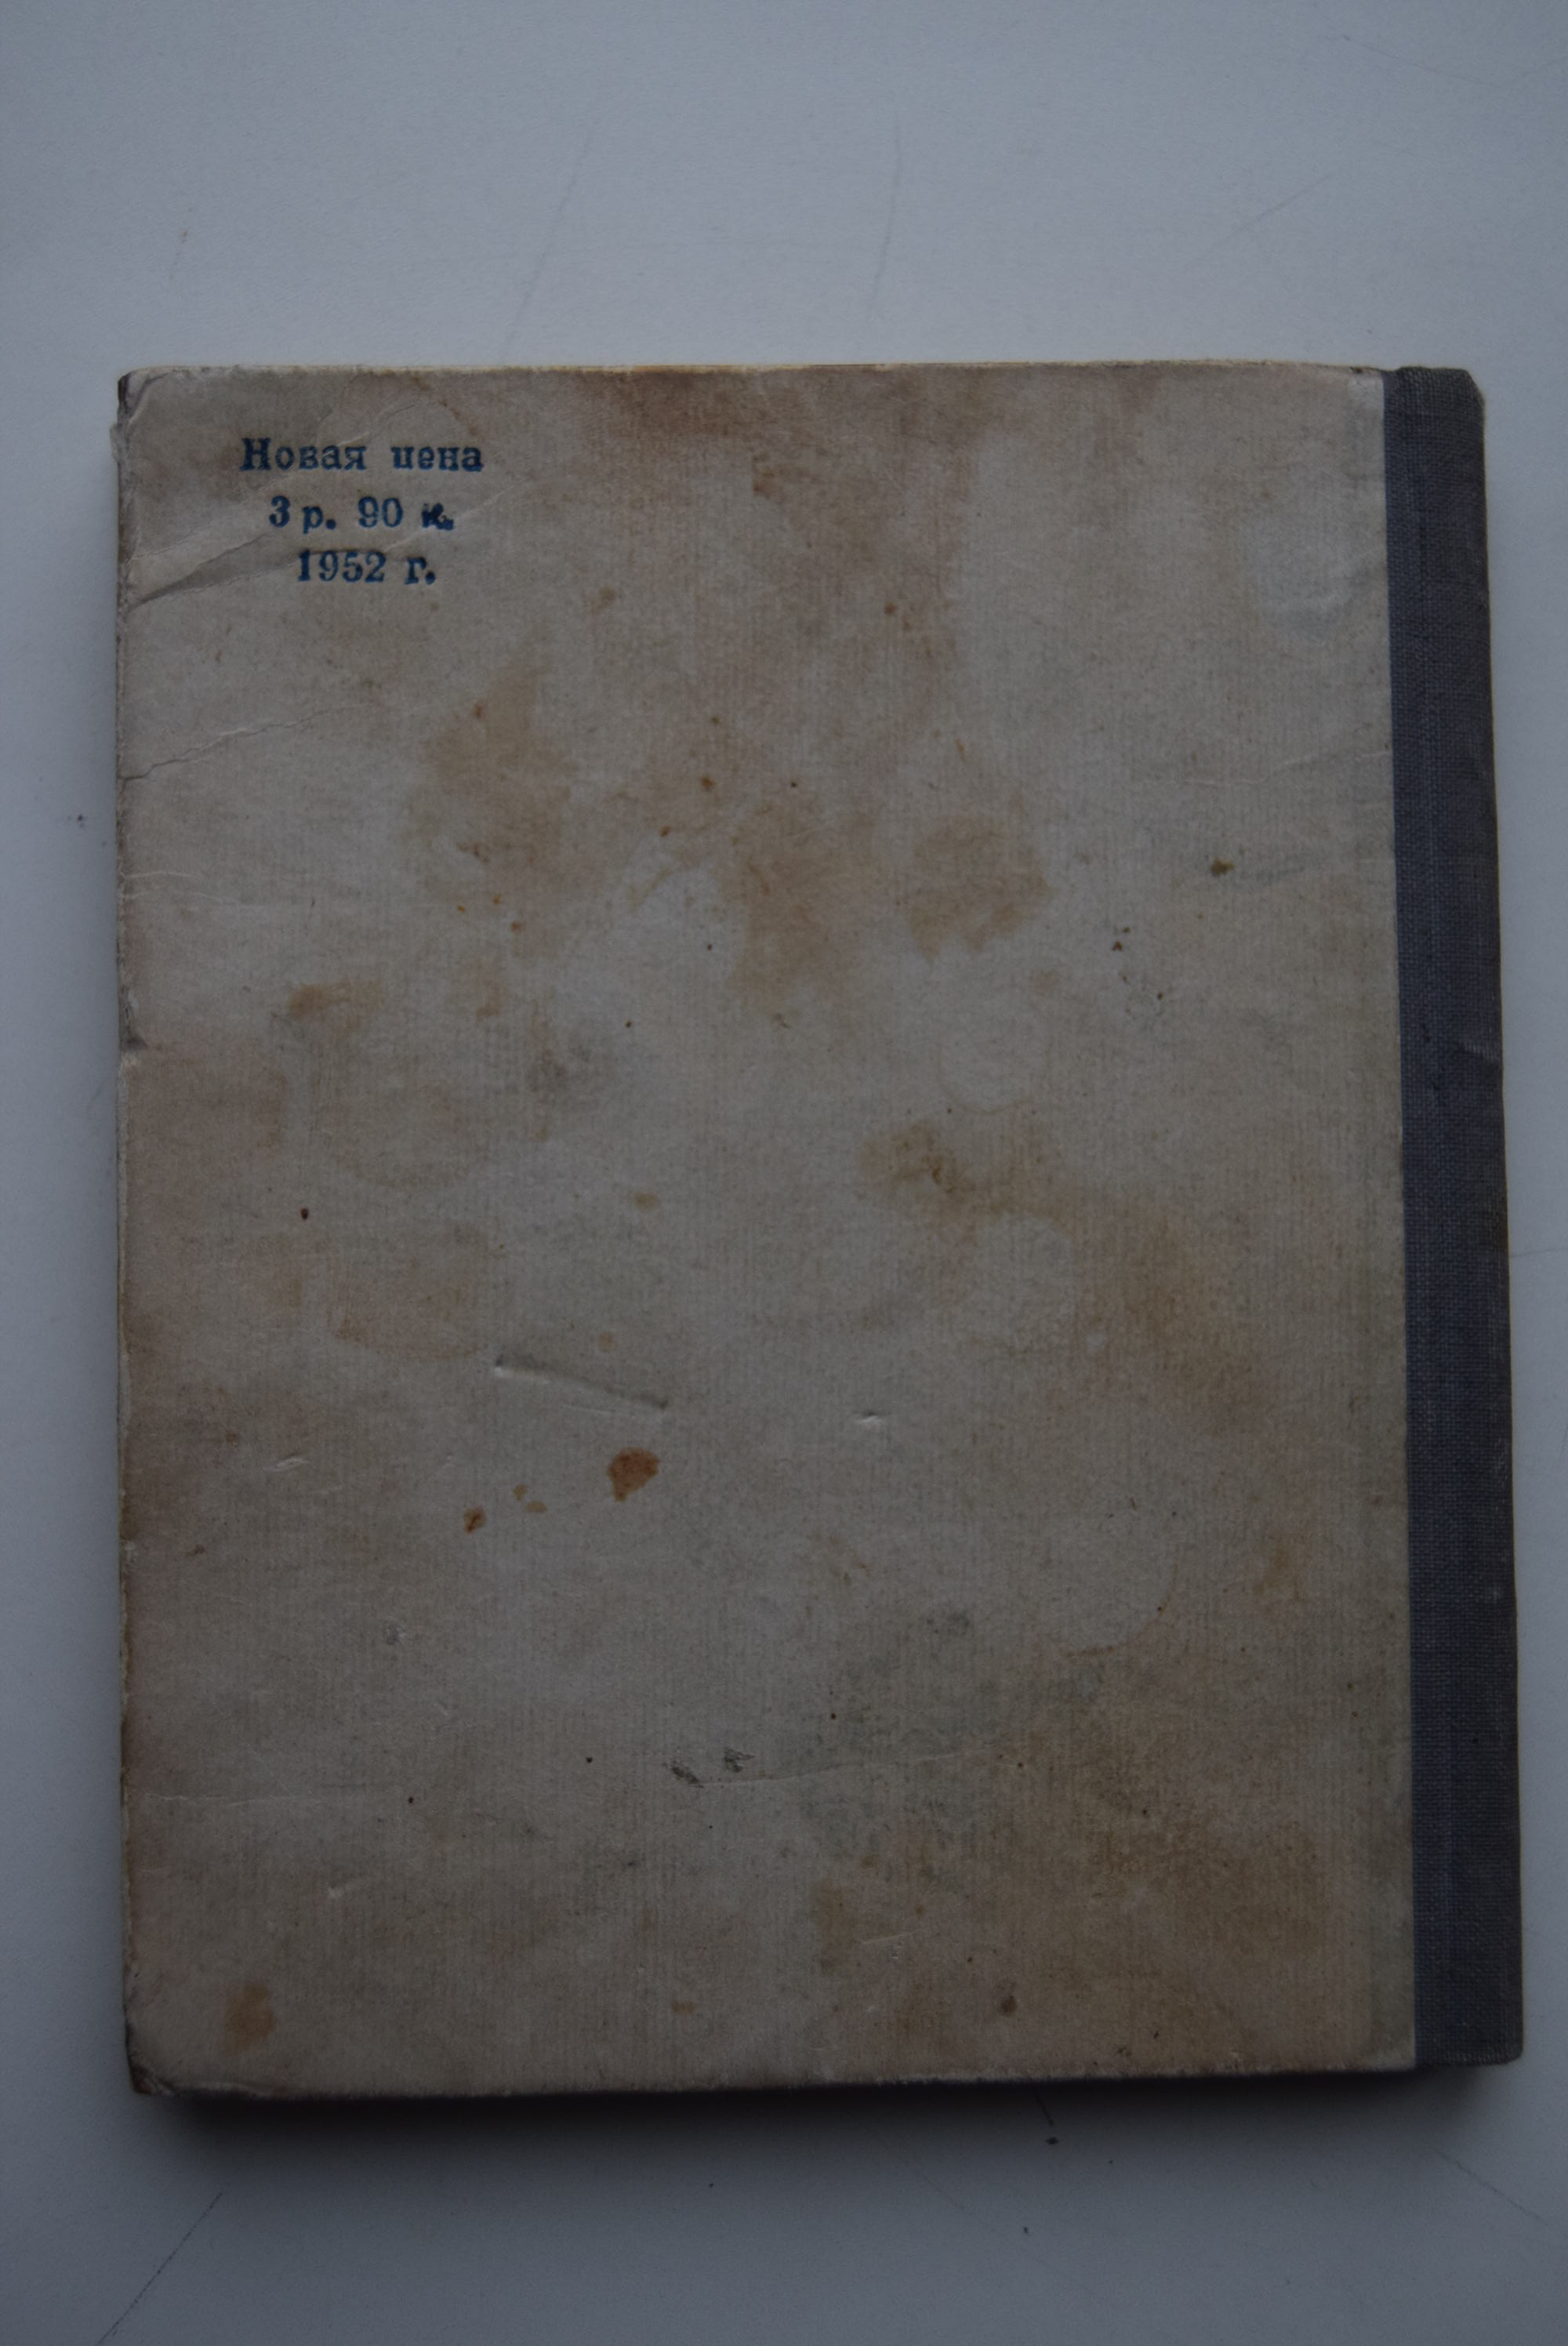 Новая цена
3 р. 90 к.
1952 г.